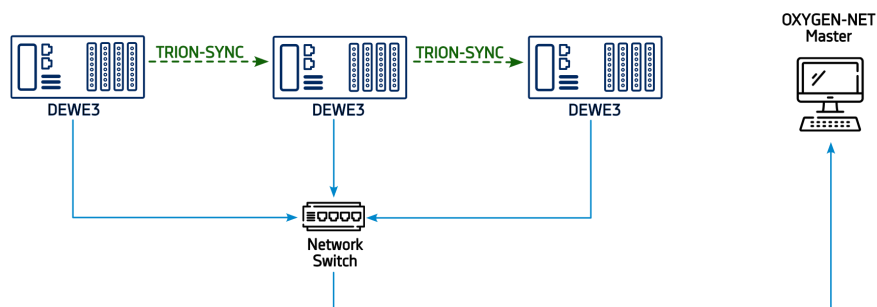 OXYGEN-NET
Master
TRION-SYNC
TRION-SYNC
DEWE3
DEWE3
DEWE3
Network
Switch